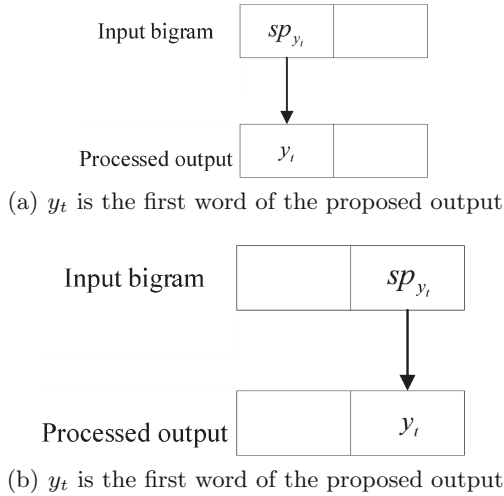 Input bigram sp_{y_t}
Processed output y_t
(a) y_t is the first word of the proposed output
Input bigram sp_{y_t}
Processed output y_t
(b) y_t is the first word of the proposed output